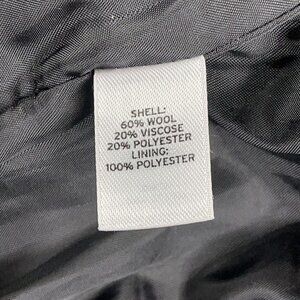 SHELL:
60% WOOL
20% VISCOSE
20% POLYESTER
LINING:
100% POLYESTER